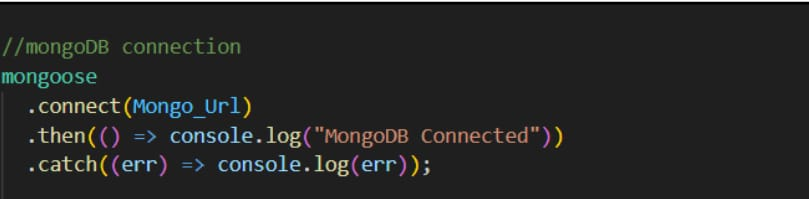 //mongoDB connection
mongoose
  .connect(Mongo_Url)
  .then(() => console.log("MongoDB Connected"))
  .catch((err) => console.log(err));